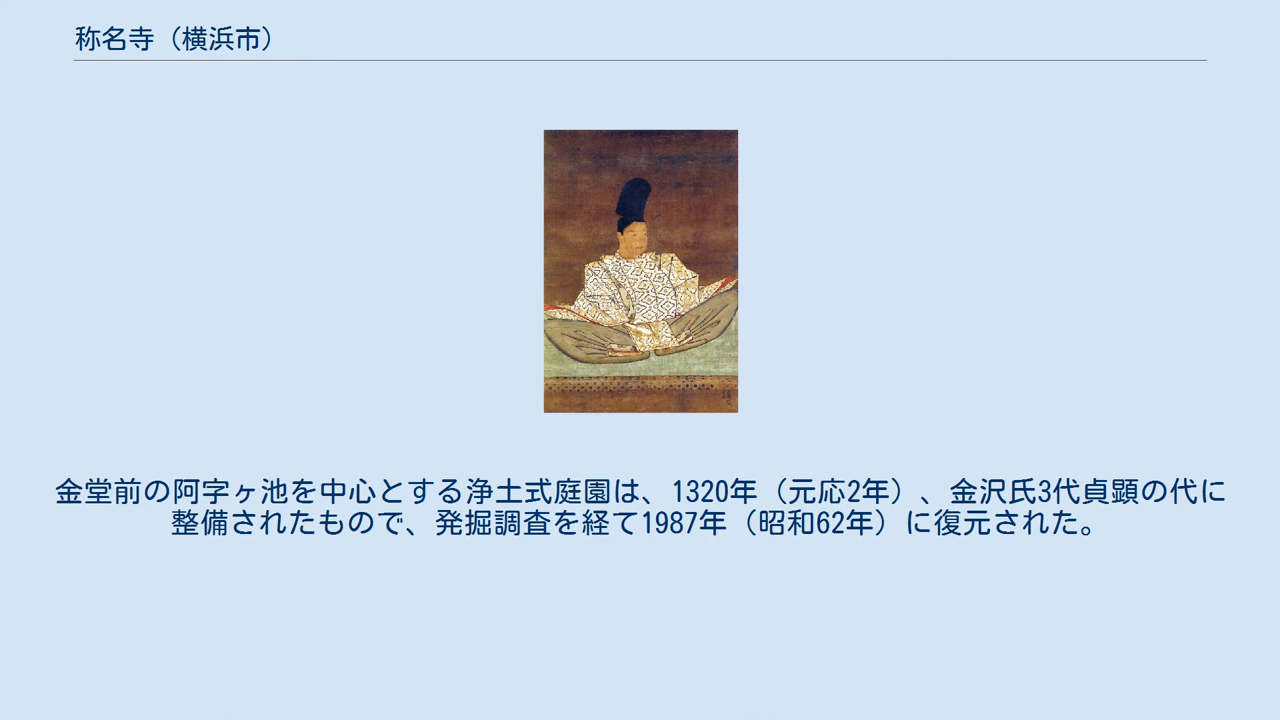 称名寺（横浜市）
金堂前の阿字ヶ池を中心とする浄土式庭園は、1320年（元応2年）、金沢氏3代貞顕の代に
整備されたもので、発掘調査を経て1987年（昭和62年）に復元された。